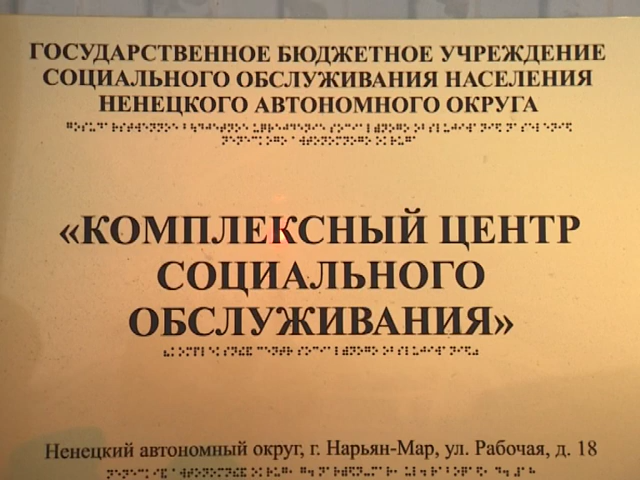 ГОСУДАРСТВЕННОЕ БЮДЖЕТНОЕ УЧРЕЖДЕНИЕ
СОЦИАЛЬНОГО ОБСЛУЖИВАНИЯ НАСЕЛЕНИЯ
НЕНЕЦКОГО АВТОНОМНОГО ОКРУГА
«КОМПЛЕКСНЫЙ ЦЕНТР
СОЦИАЛЬНОГО
ОБСЛУЖИВАНИЯ»
Ненецкий автономный округ, г. Нарьян-Мар, ул. Рабочая, д. 18